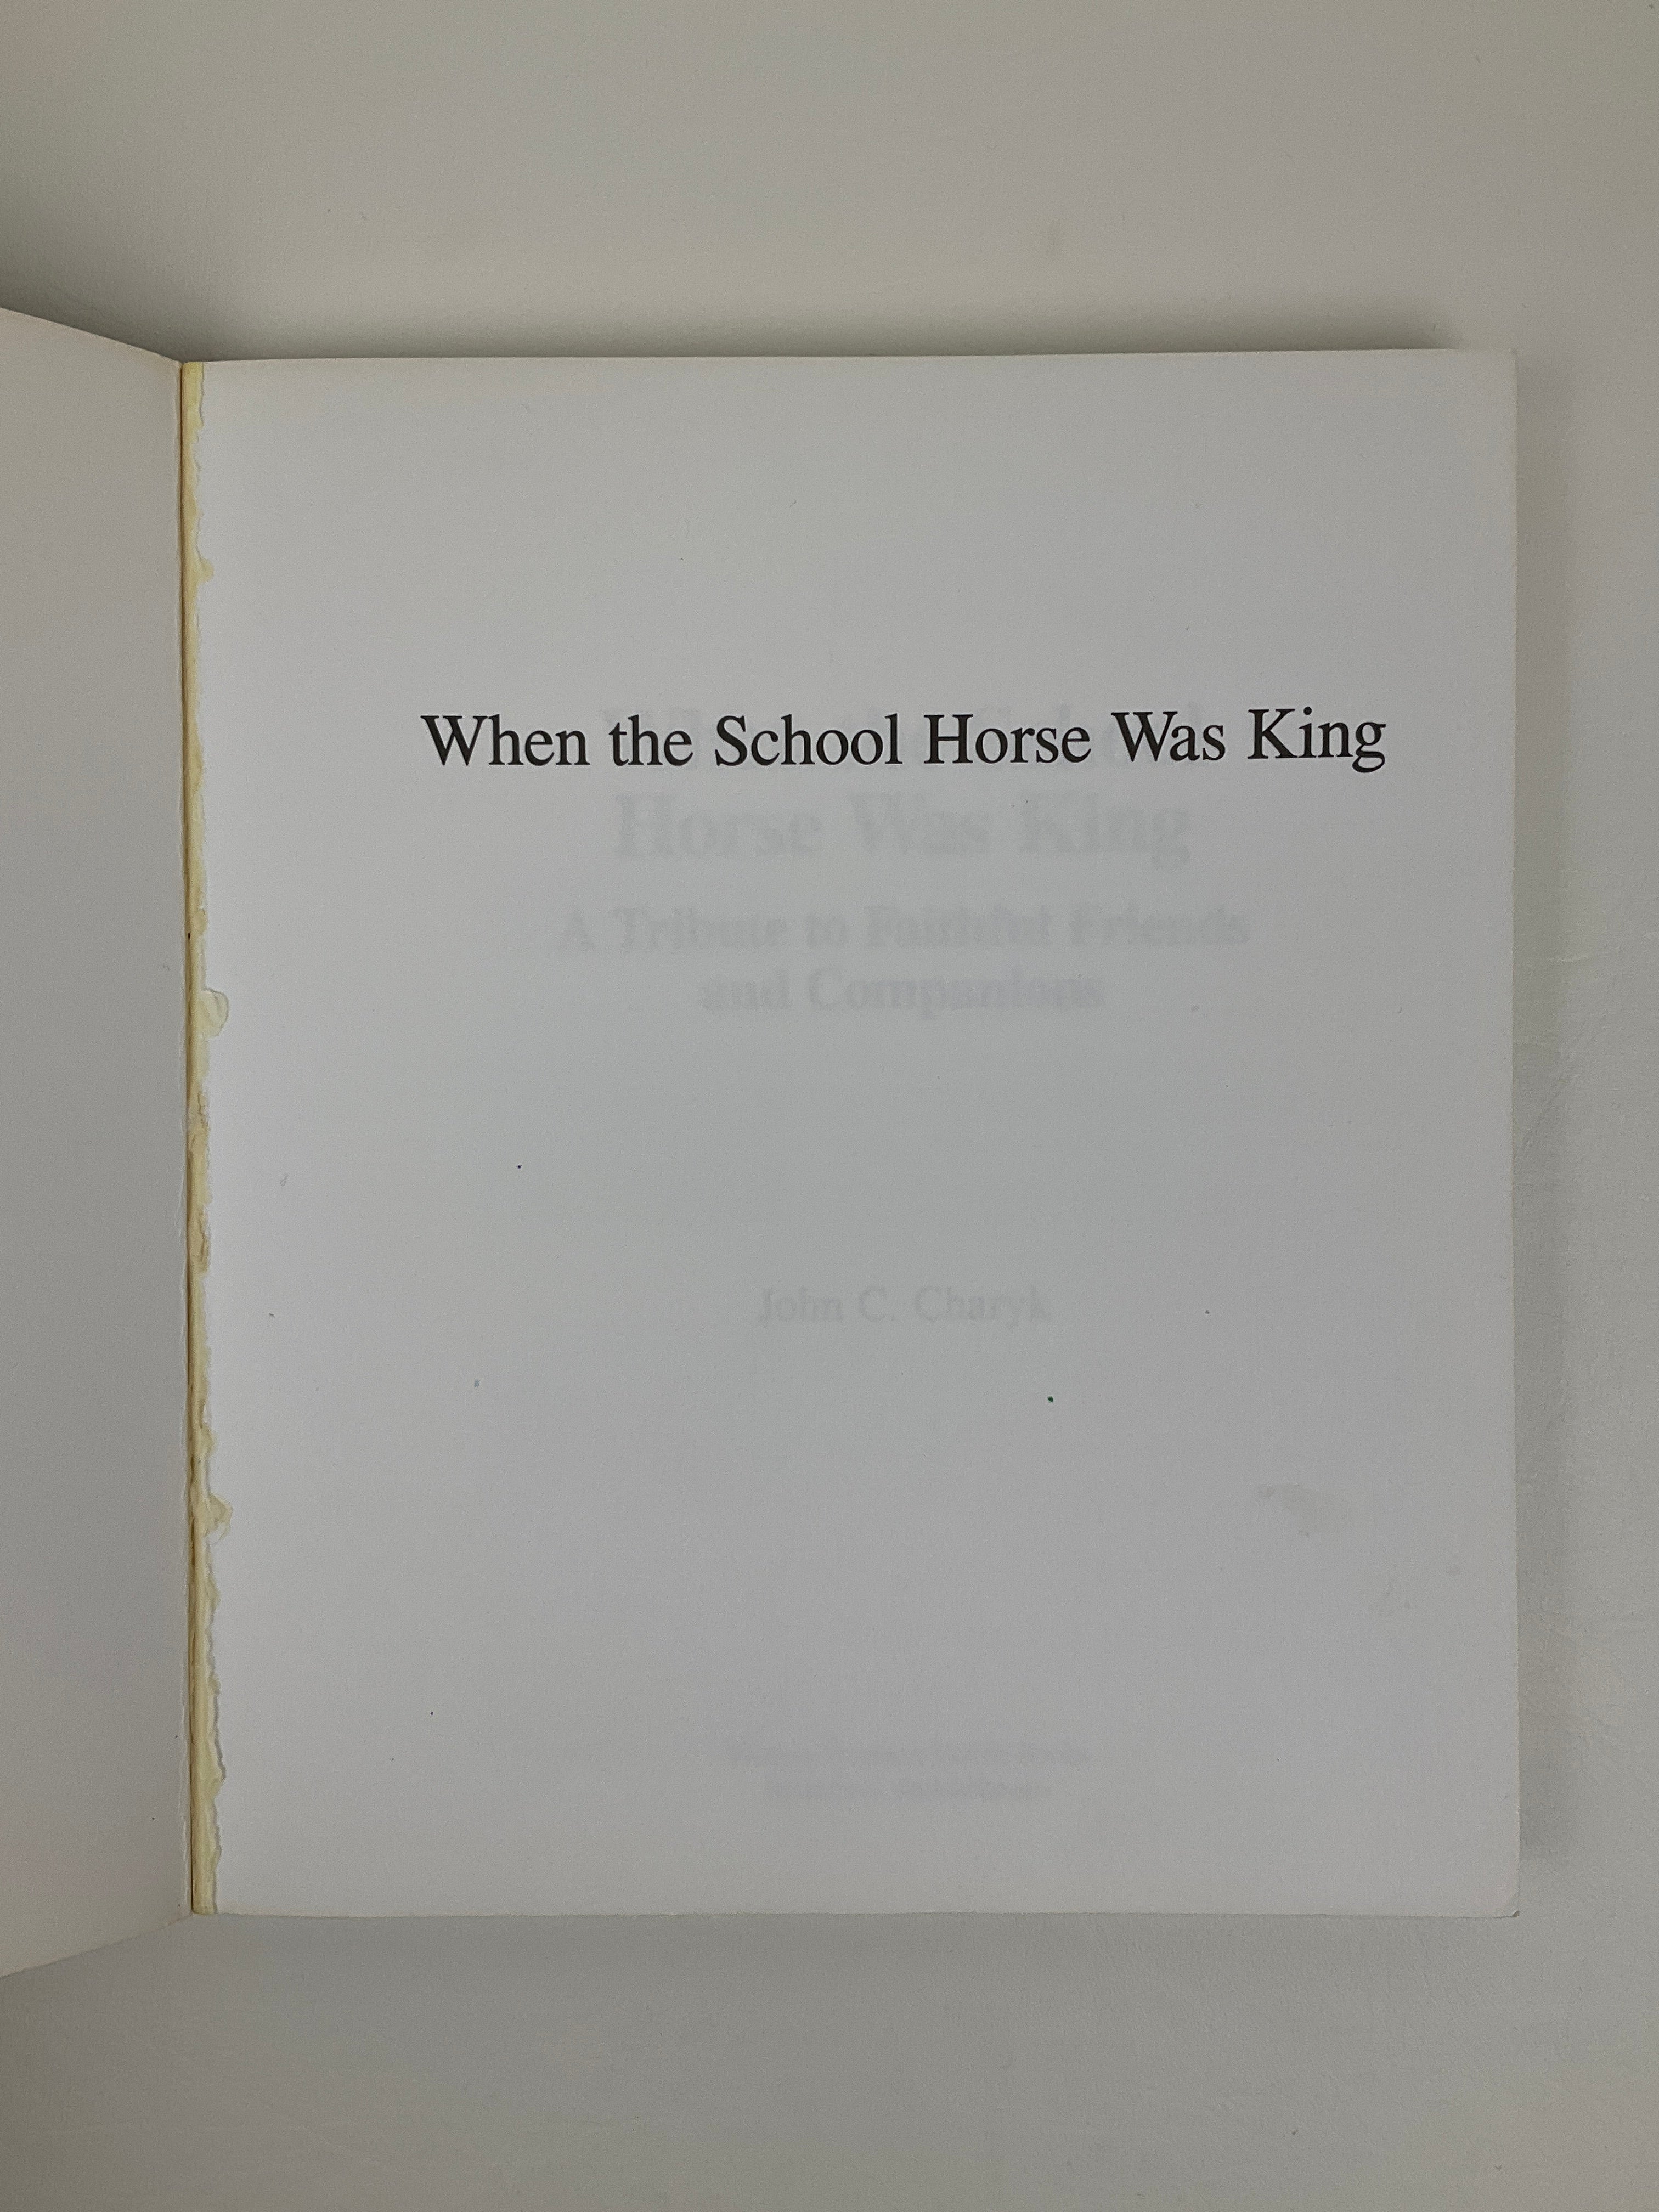 When the School Horse Was King
Horse Was King
A Tribute to Faithful Friends
and Companions
John C. Charyk